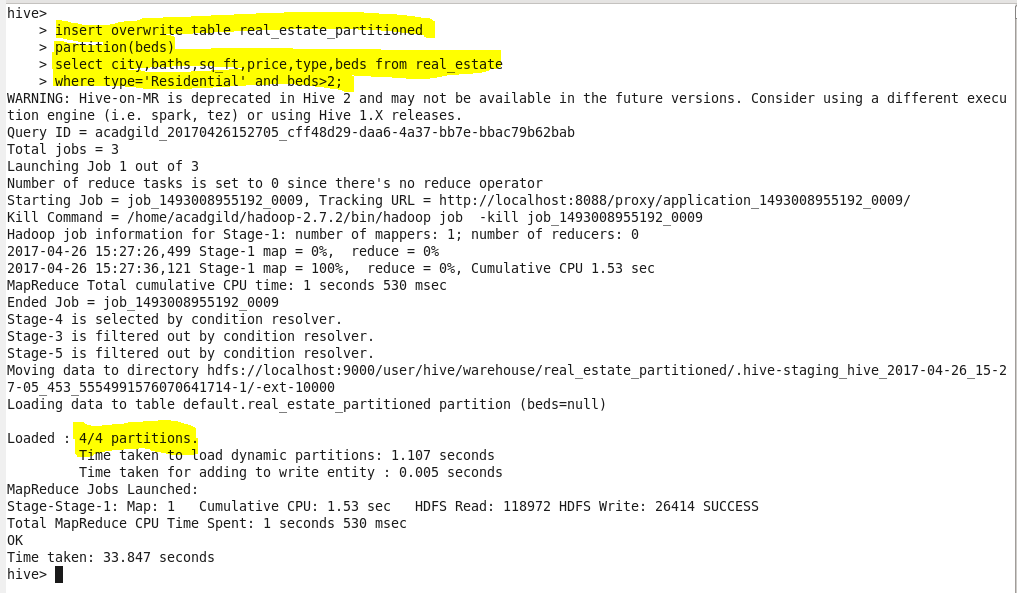 hive>
    > insert overwrite table real_estate_partitioned
    > partition(beds)
    > select city,baths,sq_ft,price,type,beds from real_estate
    > where type='Residential' and beds>2;
WARNING: Hive-on-MR is deprecated in Hive 2 and may not be available in the future versions. Consider using a different execu
tion engine (i.e. spark, tez) or using Hive 1.X releases.
Query ID = acadgild_20170426152705_cff48d29-daa6-4a37-bb7e-bbac79b62bab
Total jobs = 3
Launching Job 1 out of 3
Number of reduce tasks is set to 0 since there's no reduce operator
Starting Job = job_1493008955192_0009, Tracking URL = http://localhost:8088/proxy/application_1493008955192_0009/
Kill Command = /home/acadgild/hadoop-2.7.2/bin/hadoop job  -kill job_1493008955192_0009
Hadoop job information for Stage-1: number of mappers: 1; number of reducers: 0
2017-04-26 15:27:26,499 Stage-1 map = 0%,  reduce = 0%
2017-04-26 15:27:36,121 Stage-1 map = 100%,  reduce = 0%, Cumulative CPU 1.53 sec
MapReduce Total cumulative CPU time: 1 seconds 530 msec
Ended Job = job_1493008955192_0009
Stage-4 is selected by condition resolver.
Stage-3 is filtered out by condition resolver.
Stage-5 is filtered out by condition resolver.
Moving data to directory hdfs://localhost:9000/user/hive/warehouse/real_estate_partitioned/.hive-staging_hive_2017-04-26_15-2
7-05_453_5554991576070641714-1/-ext-10000
Loading data to table default.real_estate_partitioned partition (beds=null)

Loaded : 4/4 partitions.
         Time taken to load dynamic partitions: 1.107 seconds
         Time taken for adding to write entity : 0.005 seconds
MapReduce Jobs Launched:
Stage-Stage-1: Map: 1   Cumulative CPU: 1.53 sec   HDFS Read: 118972 HDFS Write: 26414 SUCCESS
Total MapReduce CPU Time Spent: 1 seconds 530 msec
OK
Time taken: 33.847 seconds
hive>